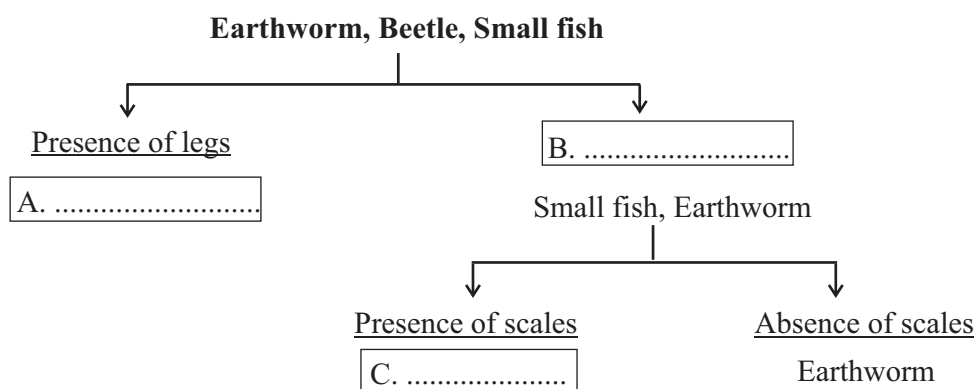 Earthworm, Beetle, Small fish
Presence of legs
B. ...........................
A. ...........................
Small fish, Earthworm
Presence of scales
Absence of scales
C. ........................
Earthworm